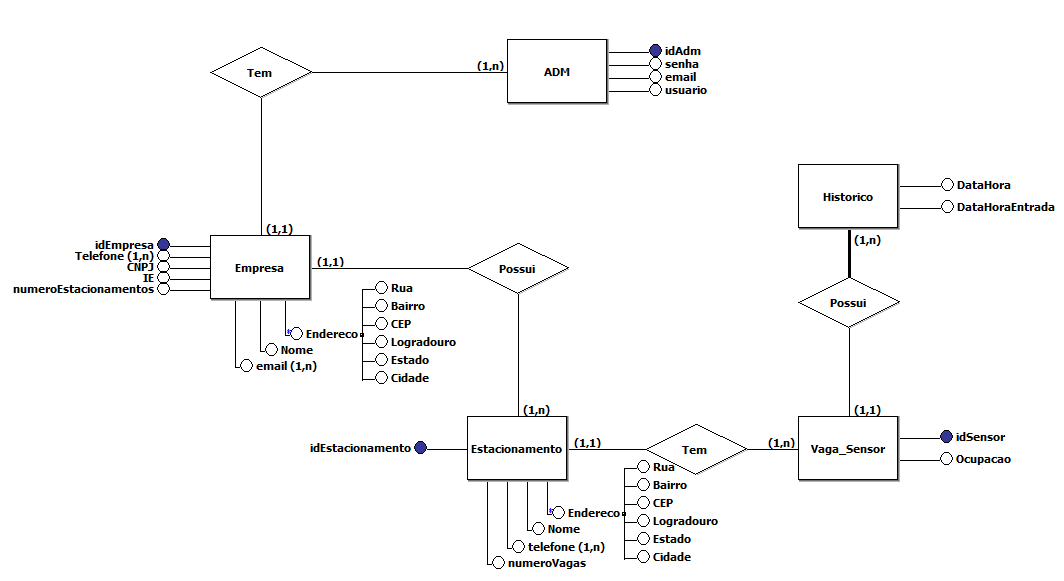 Tem
(1,n)
ADM
idAdm
senha
email
usuario
Historico
DataHora
DataHoraEntrada
(1,n)
Possui
(1,1)
idEmpresa
Telefone (1,n)
CNPJ
IE
numeroEstacionamentos
(1,1)
Empresa
(1,1)
Possui
Endereco
Rua
Bairro
CEP
Logradouro
Estado
Cidade
Nome
email (1,n)
(1,n)
idEstacionamento
Estacionamento
(1,1)
Tem
(1,n)
Vaga_Sensor
idSensor
Ocupacao
Endereco
Rua
Bairro
CEP
Logradouro
Estado
Cidade
Nome
telefone (1,n)
numeroVagas